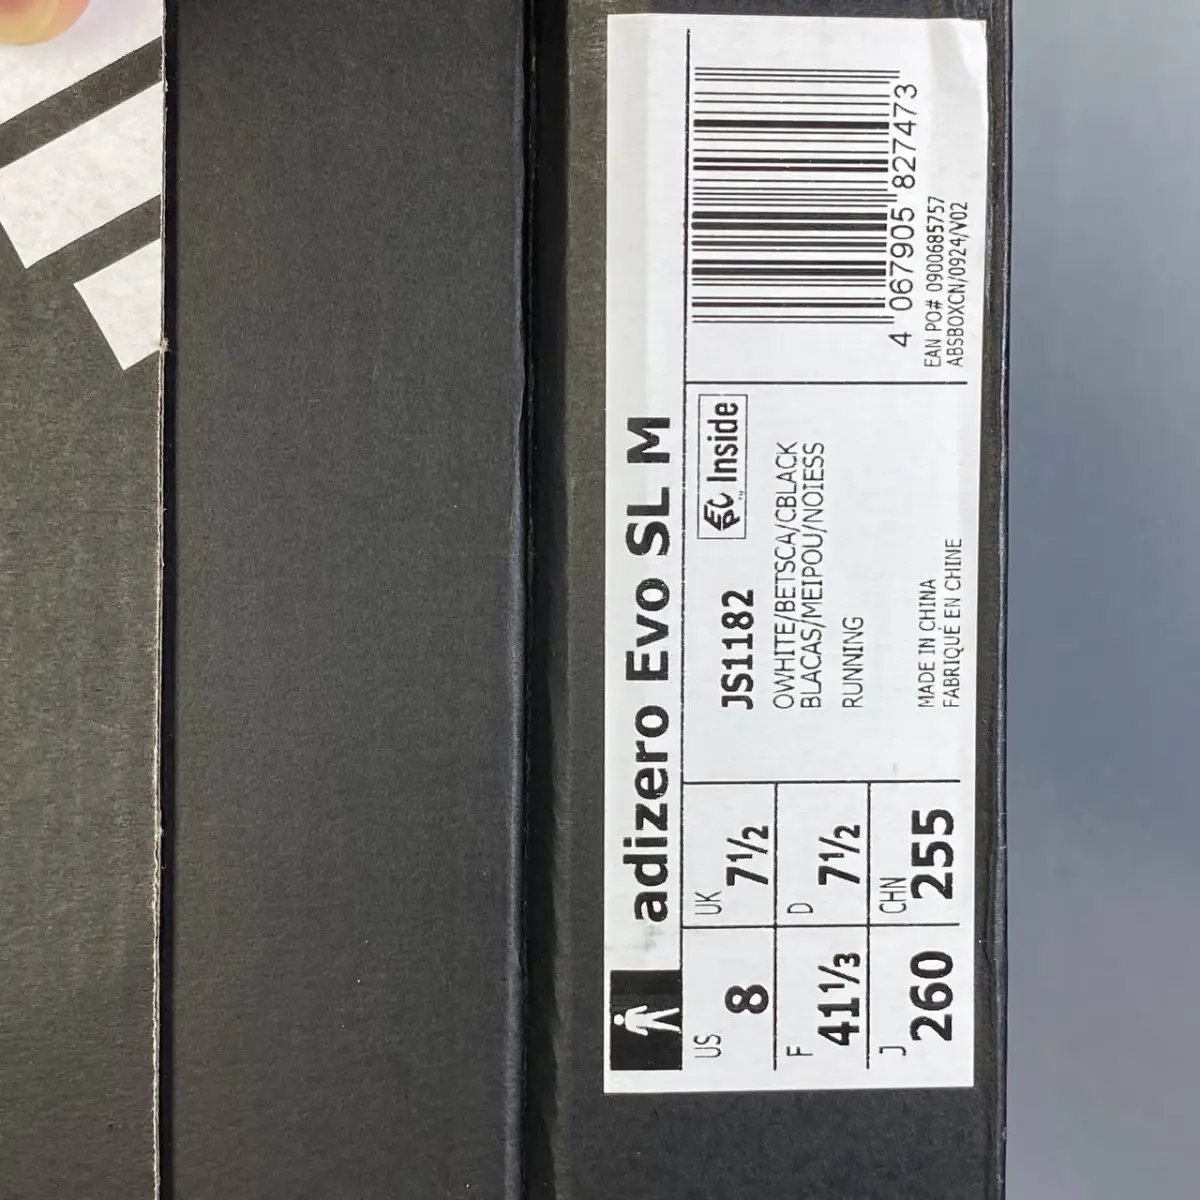 adizero Evo SL M
US
8
UK
7½
F
41⅓
D
7½
J
260
CHN
255
JS1182
Inside
TM
OWHITE/BETSCA/CBLACK
BLACAS/MEIPOU/NOIESS
RUNNING
MADE IN CHINA
FABRIQUÉ EN CHINE
4 067905 827473
EAN PO# 0900685757
ABSBOXCN/0924/V02